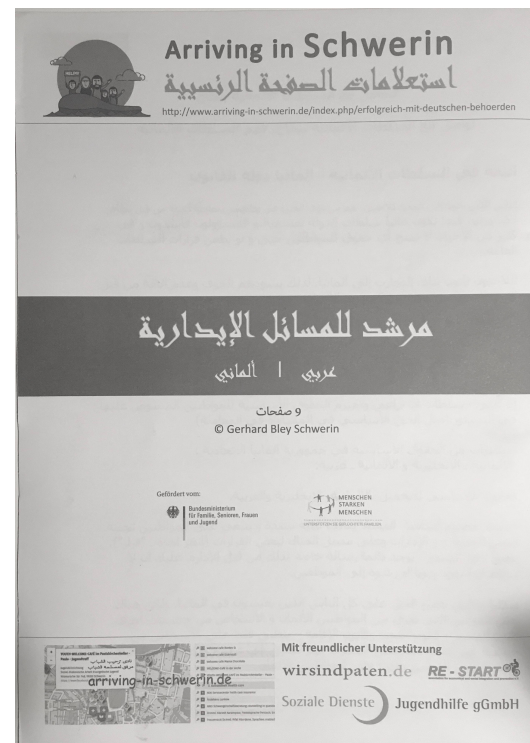 Arriving in Schwerin
استعلامات الصفحة الرئسيية
http://www.arriving-in-schwerin.de/index.php/erfolgreich-mit-deutschen-behoerden
مرشد للمسائل الإيدارية
عربي | ألماني
9 صفحات
© Gerhard Bley Schwerin
Gefördert vom:
Bundesministerium
für Familie, Senioren, Frauen
und Jugend
MENSCHEN
STÄRKEN
MENSCHEN
arriving-in-schwerin.de
Mit freundlicher Unterstützung
wirsindpaten.de RE - START
Soziale Dienste Jugendhilfe gGmbH